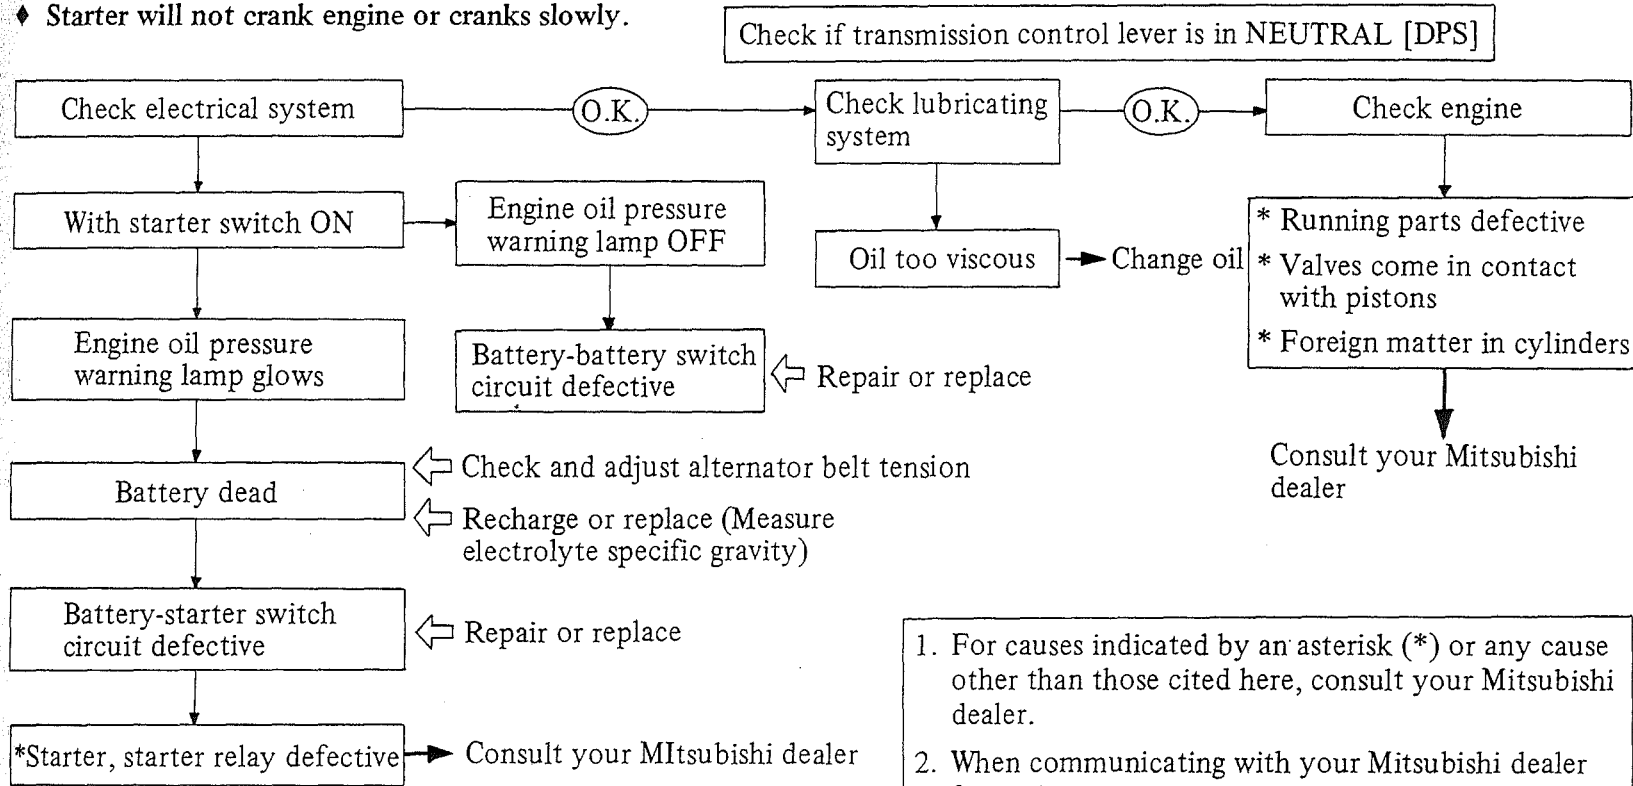 ♦ Starter will not crank engine or cranks slowly.
Check if transmission control lever is in NEUTRAL [DPS]
Check electrical system
O.K.
Check lubricating
system
O.K.
Check engine
With starter switch ON
Engine oil pressure
warning lamp OFF
Oil too viscous
Change oil
* Running parts defective
* Valves come in contact
with pistons
* Foreign matter in cylinders
Engine oil pressure
warning lamp glows
Battery-battery switch
circuit defective
Repair or replace
Consult your Mitsubishi
dealer
Battery dead
Check and adjust alternator belt tension
Recharge or replace (Measure
electrolyte specific gravity)
Battery-starter switch
circuit defective
Repair or replace
*Starter, starter relay defective
Consult your MItsubishi dealer
1. For causes indicated by an asterisk (*) or any cause
other than those cited here, consult your Mitsubishi
dealer.
2. When communicating with your Mitsubishi dealer